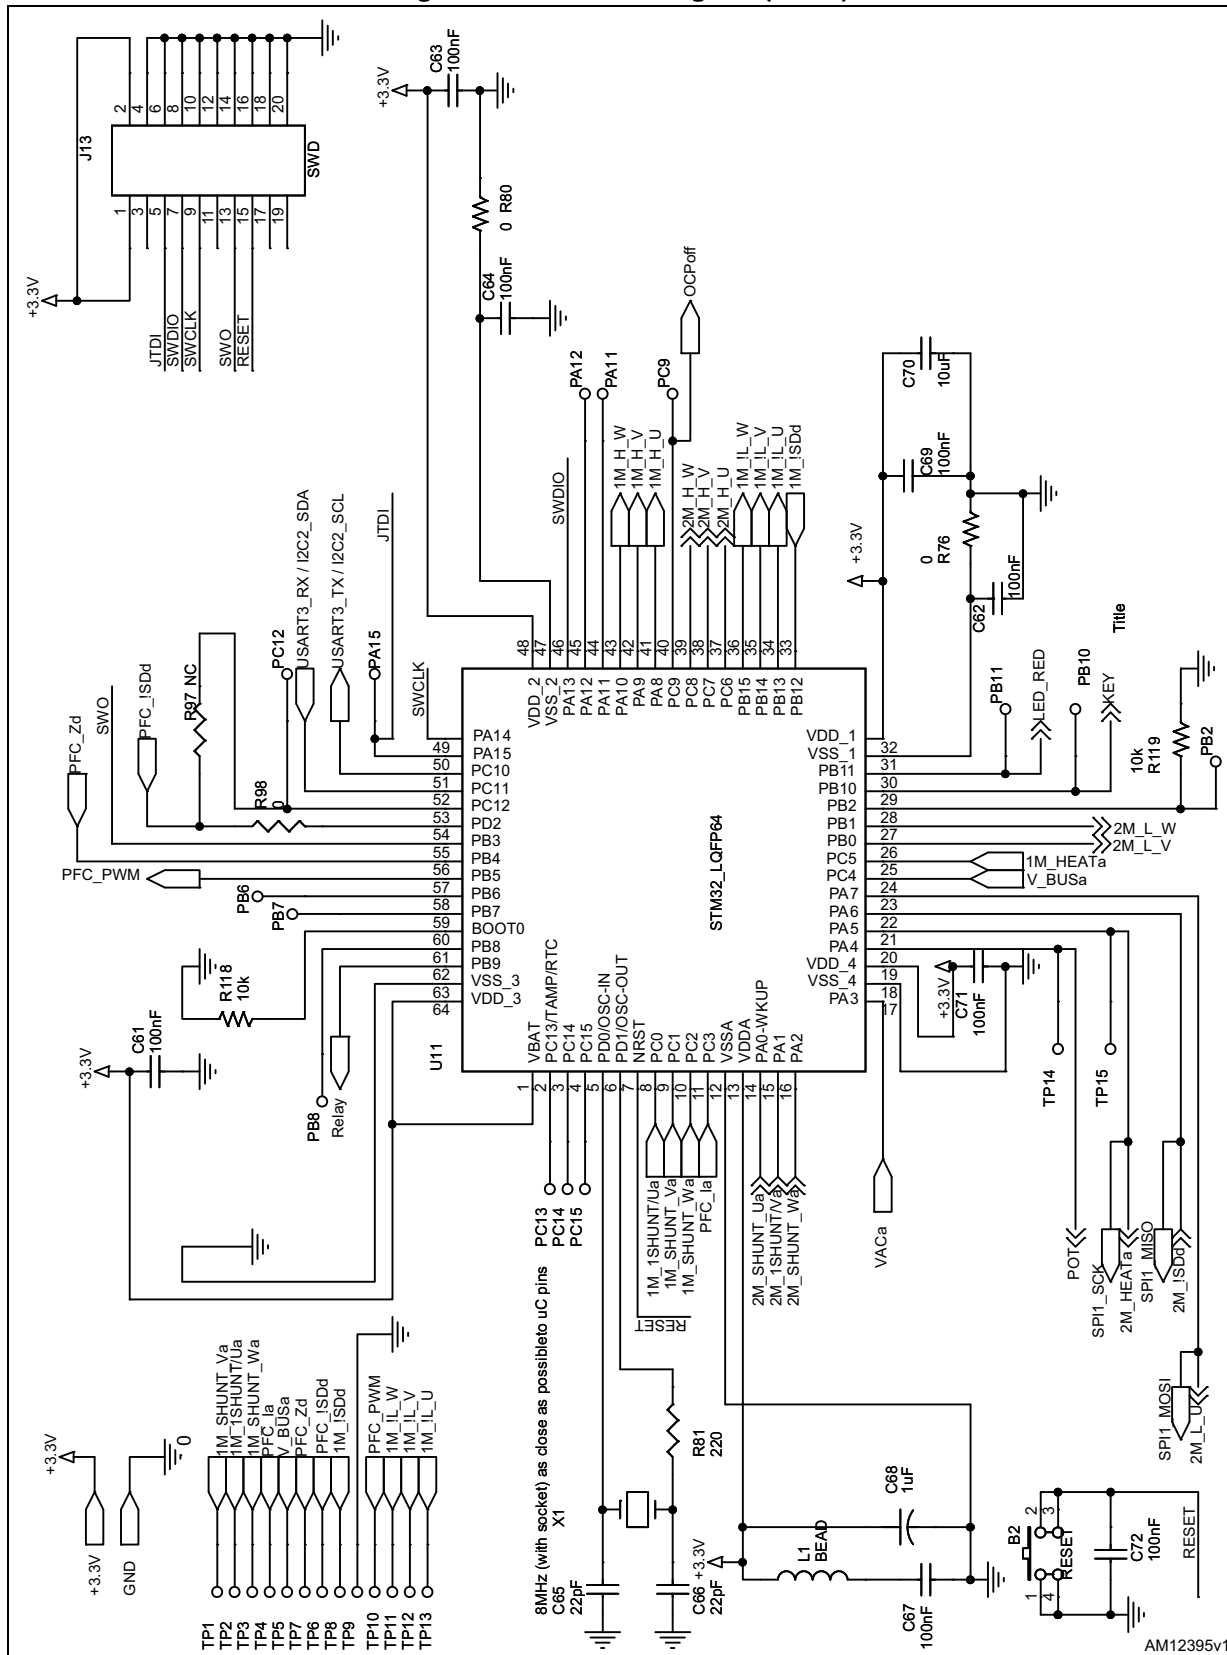 J13
2
4
6
8
10
12
14
16
18
20
SWD
1
3
5
7
9
11
13
15
17
19
+3.3V
JTDI
SWDIO
SWCLK
SWO
RESET
+3.3V
C63
100nF
0 R80
C64
100nF
OCPoff
PA12
PA11
PC9
SWDIO
1M_H_W
1M_H_V
1M_H_U
2M_H_W
2M_H_V
2M_H_U
1M_!L_W
1M_!L_V
1M_!L_U
1M_!SDd
48
47
46
45
44
43
42
41
40
39
38
37
36
35
34
33
VDD_2
VSS_2
PA13
PA12
PA11
PA10
PA9
PA8
PC9
PC8
PC7
PC6
PB15
PB14
PB13
PB12
C70
10uF
C69
100nF
+3.3V
0
R76
C62
100nF
Title
PB11
LED_RED
PB10
KEY
10k
R119
PB2
PFC_Zd
SWO
PFC_!SDd
R97 NC
R98
0
PC12
USART3_RX / I2C2_SDA
USART3_TX / I2C2_SCL
PA15
JTDI
SWCLK
PFC_PWM
PB6
PB7
R118
10k
+3.3V
C61
100nF
PB8
Relay
49
50
51
52
53
54
55
56
57
58
59
60
61
62
63
64
PA14
PA15
PC10
PC11
PC12
PD2
PB3
PB4
PB5
PB6
PB7
BOOT0
PB8
PB9
VSS_3
VDD_3
U11
STM32_LQFP64
VDD_1
VSS_1
PB11
PB10
PB2
PB1
PB0
PC5
PC4
PA7
PA6
PA5
PA4
VDD_4
VSS_4
PA3
32
31
30
29
28
27
26
25
24
23
22
21
20
19
18
17
2M_L_W
2M_L_V
1M_HEATa
V_BUSa
+3.3V
C71
100nF
TP14
TP15
VBAT
PC13/TAMP/RTC
PC14
PC15
PD0/OSC-IN
PD1/OSC-OUT
NRST
PC0
PC1
PC2
PC3
VSSA
VDDA
PA0-WKUP
PA1
PA2
1
2
3
4
5
6
7
8
9
10
11
12
13
14
15
16
PC13
PC14
PC15
RESET
1M_1SHUNT/Ua
1M_SHUNT_Va
1M_SHUNT_Wa
PFC_Ia
2M_SHUNT_Ua
2M_1SHUNT/Va
2M_SHUNT_Wa
VACa
POT
SPI1_SCK
2M_HEATa
SPI1_MISO
2M_!SDd
SPI1_MOSI
2M_L_U
+3.3V
+3.3V
GND
0
1M_SHUNT_Va
1M_1SHUNT/Ua
1M_SHUNT_Wa
PFC_Ia
V_BUSa
PFC_Zd
PFC_!SDd
1M_!SDd
PFC_PWM
1M_!L_W
1M_!L_V
1M_!L_U
TP1
TP2
TP3
TP4
TP5
TP7
TP6
TP8
TP9
TP10
TP11
TP12
TP13
8MHz (with socket) as close as possibleto uC pins
X1
C65
22pF
C66
22pF
R81
220
+3.3V
C68
1uF
L1
BEAD
C67
100nF
B2
2
3
1
4
RESET
C72
100nF
RESET
AM12395v1